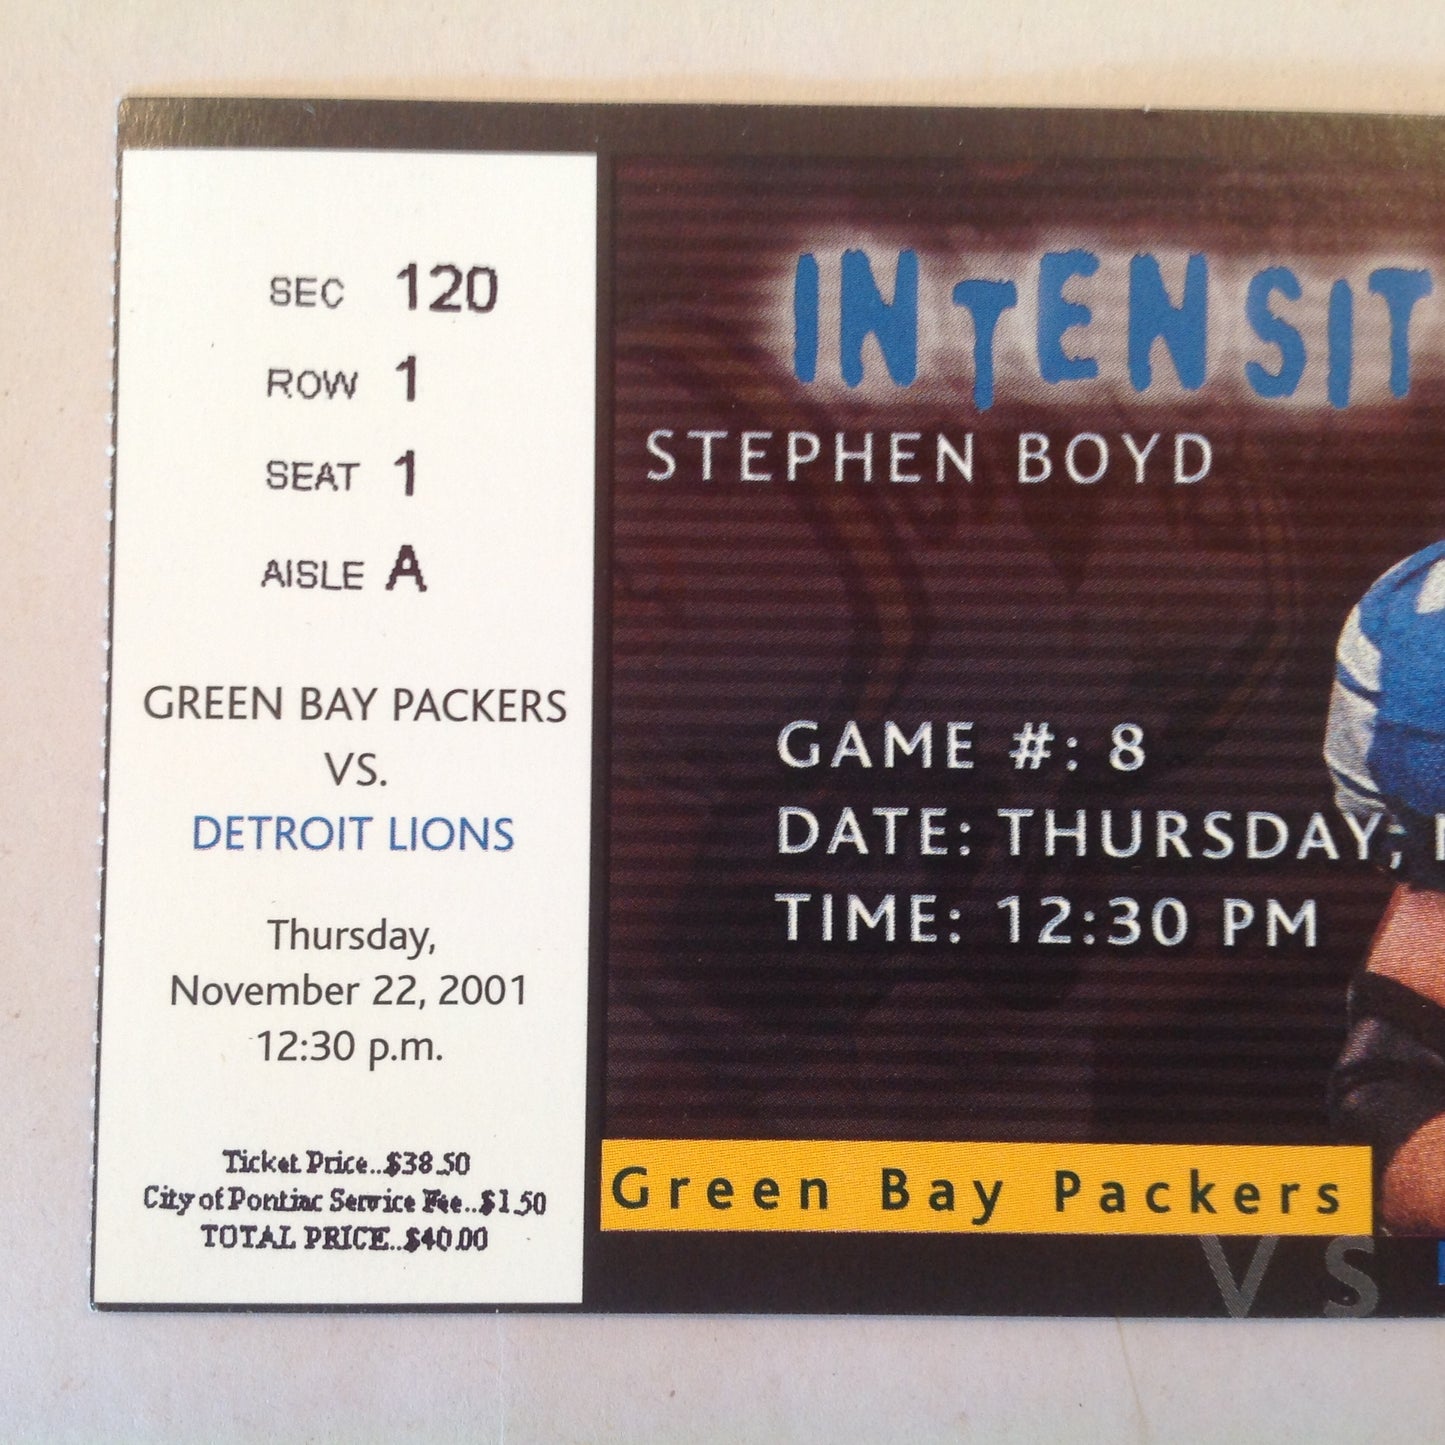 SEC 120
ROW 1
SEAT 1
AISLE A
GREEN BAY PACKERS
VS.
DETROIT LIONS
Thursday,
November 22, 2001
12:30 p.m.
Ticket Price..$38.50
City of Pontiac Service Fee..$1.50
TOTAL PRICE..$40.00
INTENSIT
STEPHEN BOYD
GAME #: 8
DATE: THURSDAY,
TIME: 12:30 PM
Green Bay Packers
VS